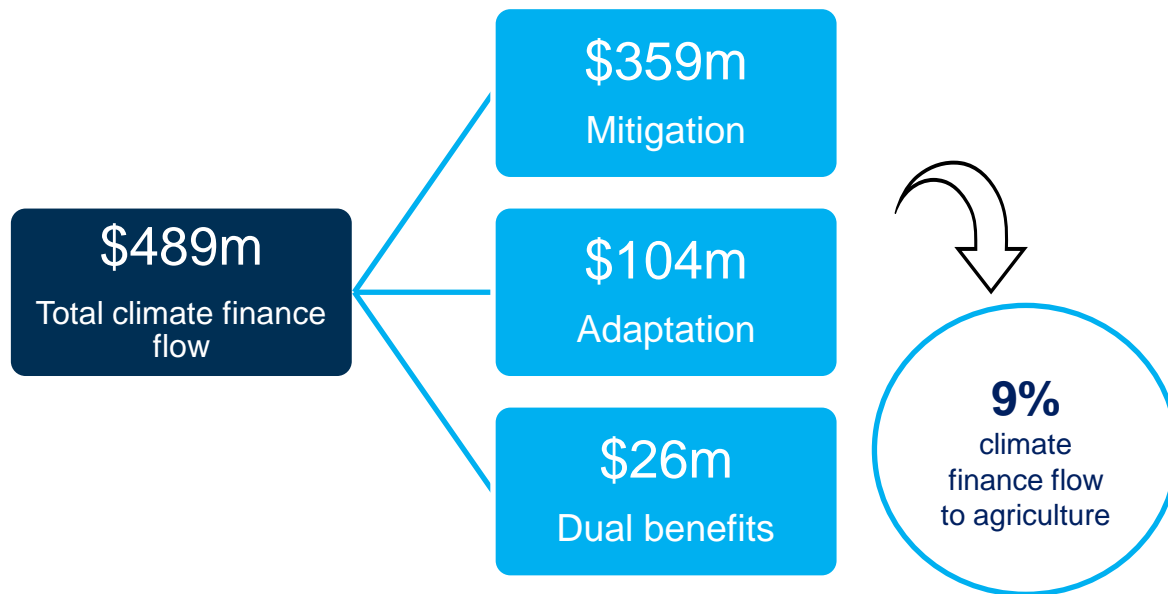 $489m
Total climate finance
flow
$359m
Mitigation
$104m
Adaptation
$26m
Dual benefits
9%
climate
finance flow
to agriculture